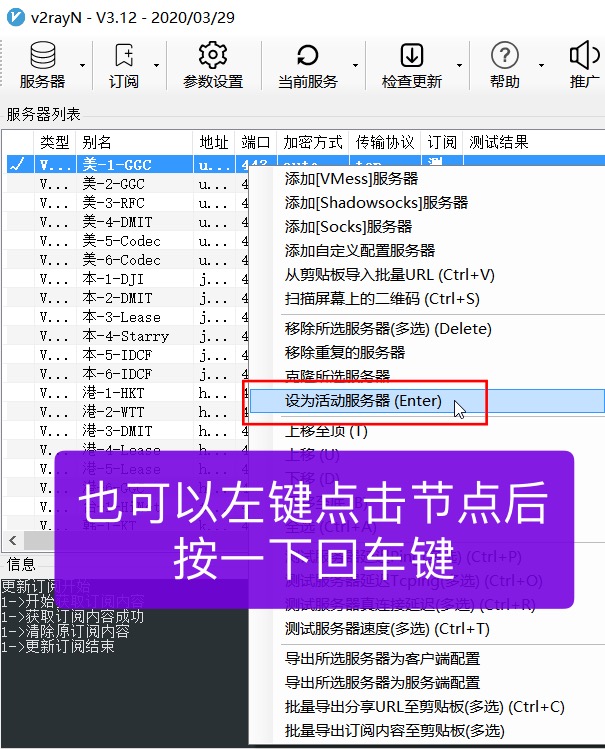 v2rayN - V3.12 - 2020/03/29
服务器 订阅 参数设置 当前服务 检查更新 帮助 推广
服务器列表
类型 别名 地址 端口 加密方式 传输协议 订阅 测试结果
V... 美-1-GGC u... 443 auto tcp
V... 美-2-GGC u... 4
V... 美-3-RFC u... 4
V... 美-4-DMIT u... 4
V... 美-5-Codec u... 4
V... 美-6-Codec u... 4
V... 本-1-DJI j... 4
V... 本-2-DMIT j... 4
V... 本-3-Lease j... 4
V... 本-4-Starry j... 4
V... 本-5-IDCF j... 4
V... 本-6-IDCF j... 4
V... 港-1-HKT h... 4
V... 港-2-WTT h... 4
V... 港-3-DMIT h... 4
V... 港-4-Lease h...
添加[VMess]服务器
添加[Shadowsocks]服务器
添加[Socks]服务器
添加自定义配置服务器
从剪贴板导入批量URL (Ctrl+V)
扫描屏幕上的二维码 (Ctrl+S)
移除所选服务器(多选) (Delete)
移除重复的服务器
克隆所选服务器
设为活动服务器 (Enter)
上移至顶 (T)
上移 (U)
也可以左键点击节点后
按一下回车键
测试服务器延迟Tcping(多选) (Ctrl+O)
测试服务器真连接延迟(多选) (Ctrl+R)
测试服务器速度(多选) (Ctrl+T)
导出所选服务器为客户端配置
导出所选服务器为服务端配置
批量导出分享URL至剪贴板(多选) (Ctrl+C)
批量导出订阅内容至剪贴板(多选)
信息
更新订阅开始
1->开始获取订阅内容
1->获取订阅内容成功
1->清除原订阅内容
1->更新订阅结束